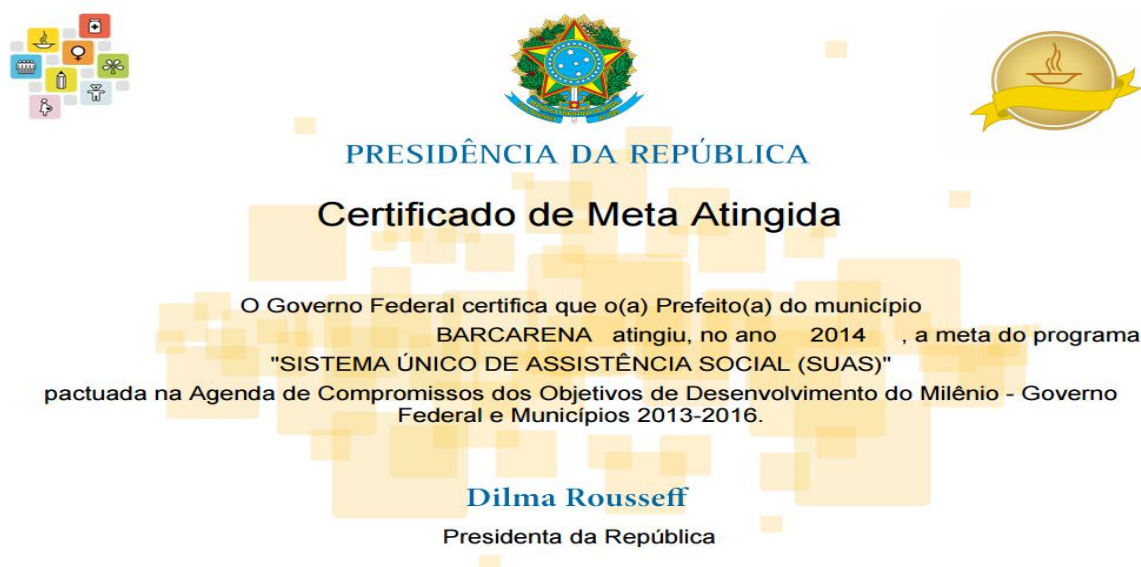 PRESIDÊNCIA DA REPÚBLICA
Certificado de Meta Atingida
O Governo Federal certifica que o(a) Prefeito(a) do município
BARCARENA atingiu, no ano 2014 , a meta do programa
"SISTEMA ÚNICO DE ASSISTÊNCIA SOCIAL (SUAS)"
pactuada na Agenda de Compromissos dos Objetivos de Desenvolvimento do Milênio - Governo
Federal e Municípios 2013-2016.
Dilma Rousseff
Presidenta da República